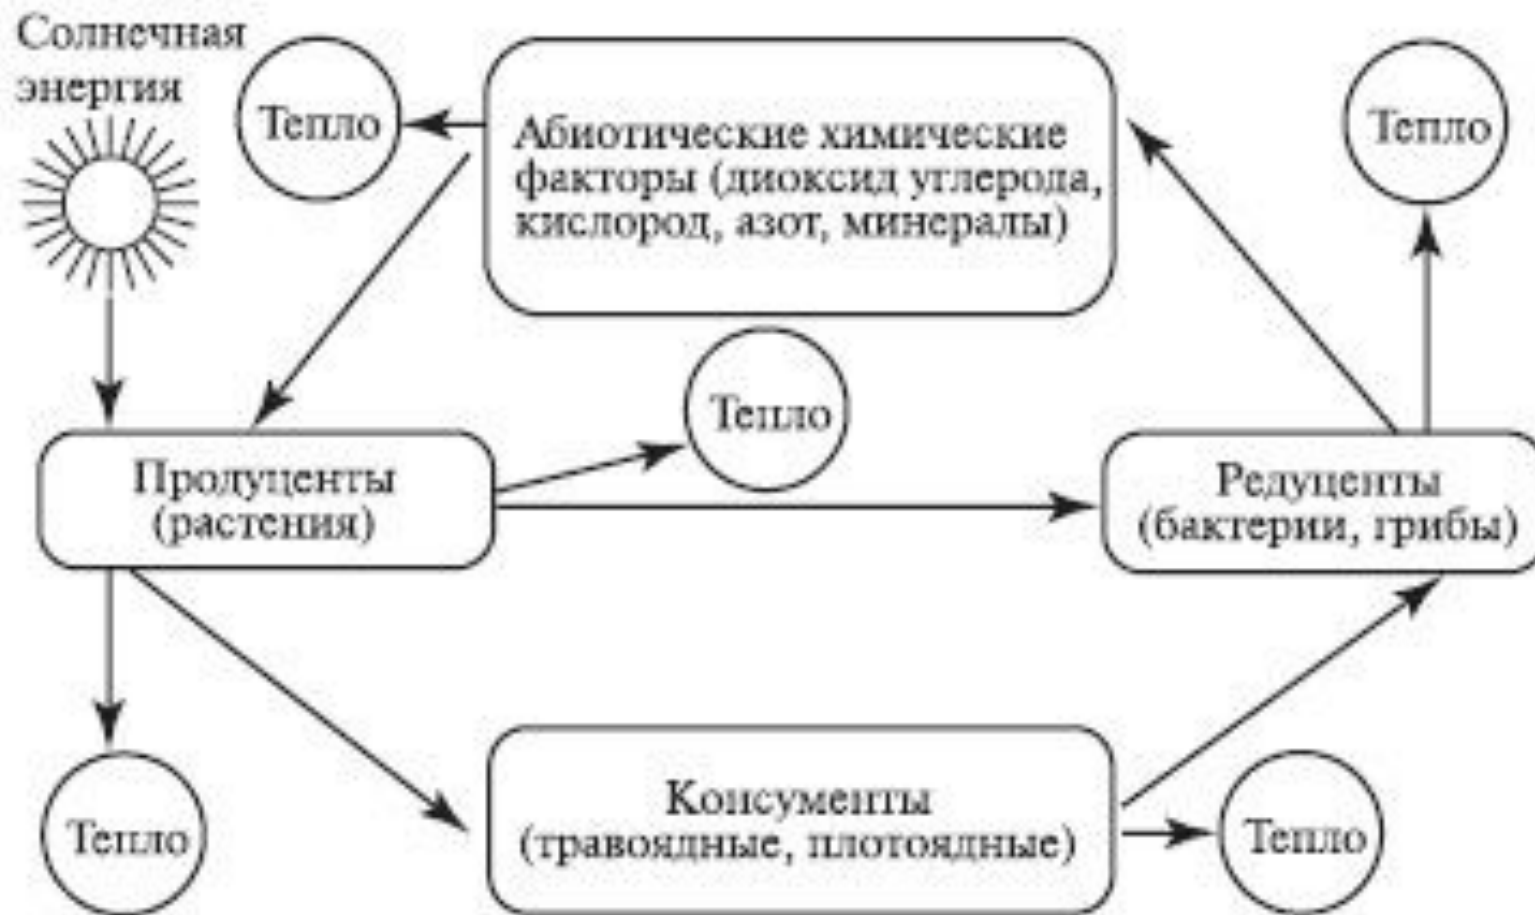 Солнечная
энергия
Тепло
Абиотические химические
факторы (диоксид углерода,
кислород, азот, минералы)
Тепло
Тепло
Продуценты
(растения)
Редуценты
(бактерии, грибы)
Тепло
Консументы
(травоядные, плотоядные)
Тепло